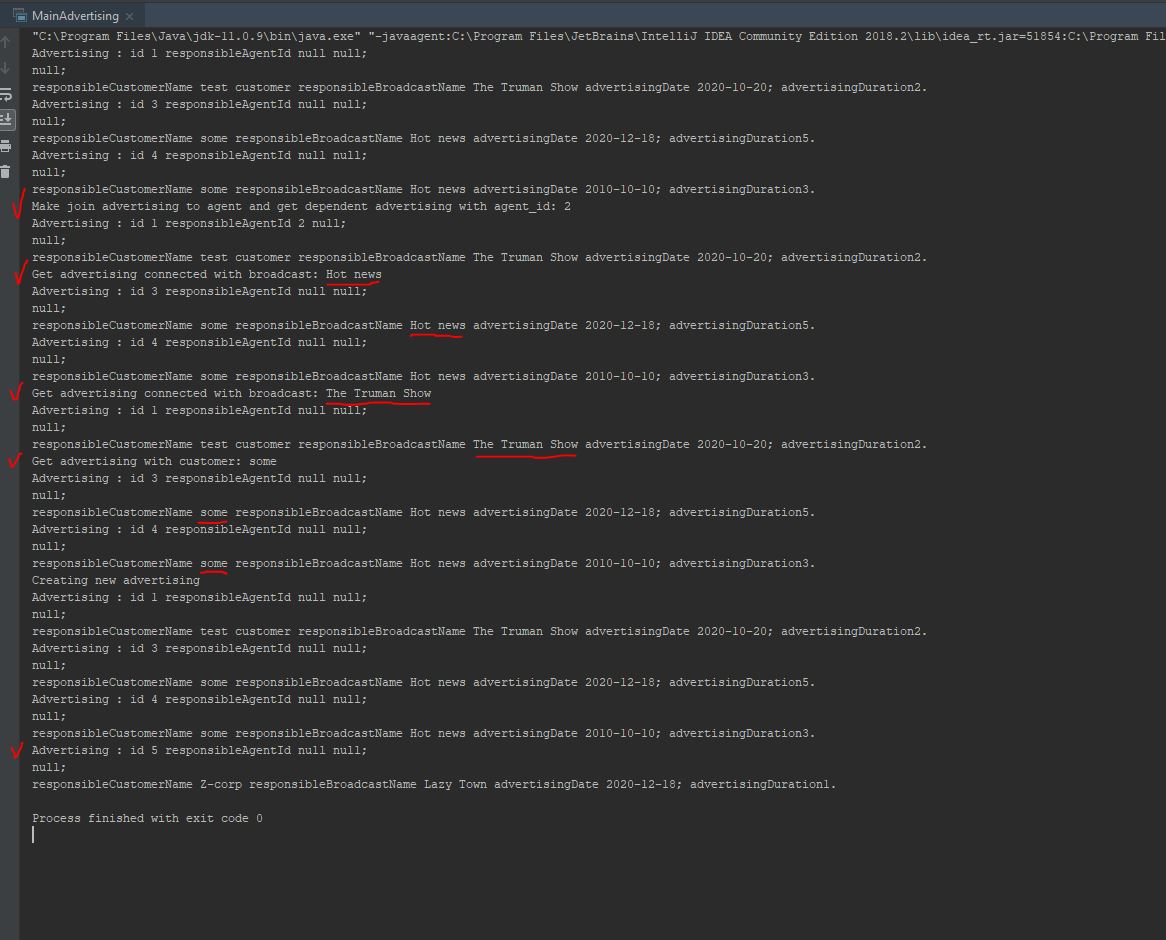 MainAdvertising
"C:\Program Files\Java\jdk-11.0.9\bin\java.exe" "-javaagent:C:\Program Files\JetBrains\IntelliJ IDEA Community Edition 2018.2\lib\idea_rt.jar=51854:C:\Program Fil
Advertising : id 1 responsibleAgentId null null;
null;
responsibleCustomerName test customer responsibleBroadcastName The Truman Show advertisingDate 2020-10-20; advertisingDuration2.
Advertising : id 3 responsibleAgentId null null;
null;
responsibleCustomerName some responsibleBroadcastName Hot news advertisingDate 2020-12-18; advertisingDuration5.
Advertising : id 4 responsibleAgentId null null;
null;
responsibleCustomerName some responsibleBroadcastName Hot news advertisingDate 2010-10-10; advertisingDuration3.
Make join advertising to agent and get dependent advertising with agent_id: 2
Advertising : id 1 responsibleAgentId 2 null;
null;
responsibleCustomerName test customer responsibleBroadcastName The Truman Show advertisingDate 2020-10-20; advertisingDuration2.
Get advertising connected with broadcast: Hot news
Advertising : id 3 responsibleAgentId null null;
null;
responsibleCustomerName some responsibleBroadcastName Hot news advertisingDate 2020-12-18; advertisingDuration5.
Advertising : id 4 responsibleAgentId null null;
null;
responsibleCustomerName some responsibleBroadcastName Hot news advertisingDate 2010-10-10; advertisingDuration3.
Get advertising connected with broadcast: The Truman Show
Advertising : id 1 responsibleAgentId null null;
null;
responsibleCustomerName test customer responsibleBroadcastName The Truman Show advertisingDate 2020-10-20; advertisingDuration2.
Get advertising with customer: some
Advertising : id 3 responsibleAgentId null null;
null;
responsibleCustomerName some responsibleBroadcastName Hot news advertisingDate 2020-12-18; advertisingDuration5.
Advertising : id 4 responsibleAgentId null null;
null;
responsibleCustomerName some responsibleBroadcastName Hot news advertisingDate 2010-10-10; advertisingDuration3.
Creating new advertising
Advertising : id 1 responsibleAgentId null null;
null;
responsibleCustomerName test customer responsibleBroadcastName The Truman Show advertisingDate 2020-10-20; advertisingDuration2.
Advertising : id 3 responsibleAgentId null null;
null;
responsibleCustomerName some responsibleBroadcastName Hot news advertisingDate 2020-12-18; advertisingDuration5.
Advertising : id 4 responsibleAgentId null null;
null;
responsibleCustomerName some responsibleBroadcastName Hot news advertisingDate 2010-10-10; advertisingDuration3.
Advertising : id 5 responsibleAgentId null null;
null;
responsibleCustomerName Z-corp responsibleBroadcastName Lazy Town advertisingDate 2020-12-18; advertisingDuration1.
Process finished with exit code 0